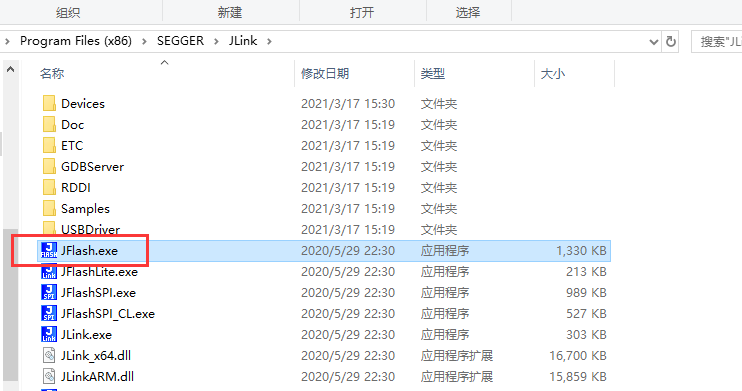 组织 新建 打开 选择
Program Files (x86) > SEGGER > JLink > 搜索"JLi
名称 修改日期 类型 大小
Devices 2021/3/17 15:30 文件夹
Doc 2021/3/17 15:19 文件夹
ETC 2021/3/17 15:19 文件夹
GDBServer 2021/3/17 15:19 文件夹
RDDI 2021/3/17 15:19 文件夹
Samples 2021/3/17 15:19 文件夹
USBDriver 2021/3/17 15:19 文件夹
JFlash.exe 2020/5/29 22:30 应用程序 1,330 KB
JFlashLite.exe 2020/5/29 22:30 应用程序 213 KB
JFlashSPI.exe 2020/5/29 22:30 应用程序 989 KB
JFlashSPI_CL.exe 2020/5/29 22:30 应用程序 527 KB
JLink.exe 2020/5/29 22:30 应用程序 303 KB
JLink_x64.dll 2020/5/29 22:30 应用程序扩展 16,700 KB
JLinkARM.dll 2020/5/29 22:30 应用程序扩展 15,859 KB